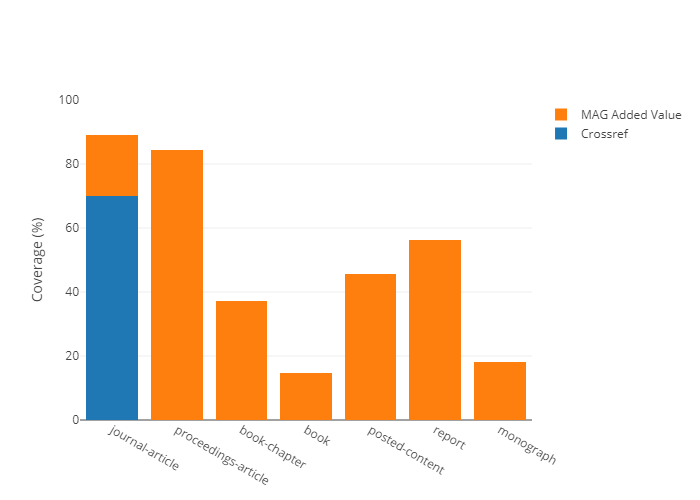 100
80
60
40
20
0
Coverage (%)
journal-article
proceedings-article
book-chapter
book
posted-content
report
monograph
MAG Added Value
Crossref